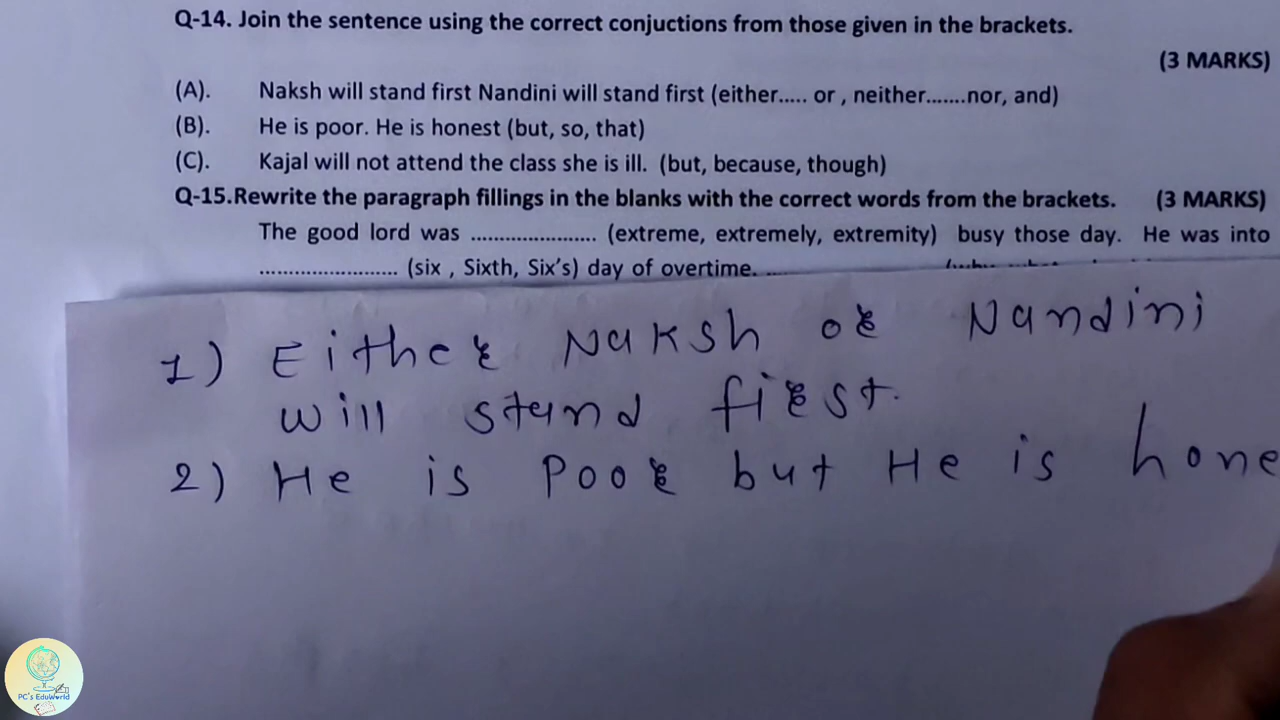 Q-14. Join the sentence using the correct conjuctions from those given in the brackets.
(3 MARKS)
(A). Naksh will stand first Nandini will stand first (either..... or , neither.......nor, and)
(B). He is poor. He is honest (but, so, that)
(C). Kajal will not attend the class she is ill. (but, because, though)
Q-15.Rewrite the paragraph fillings in the blanks with the correct words from the brackets. (3 MARKS)
The good lord was ...................... (extreme, extremely, extremity) busy those day. He was into
........................ (six , Sixth, Six's) day of overtime.
1) Either Naksh or Nandini
will stand first.
2) He is Poor but He is hone
PC's EduWorld